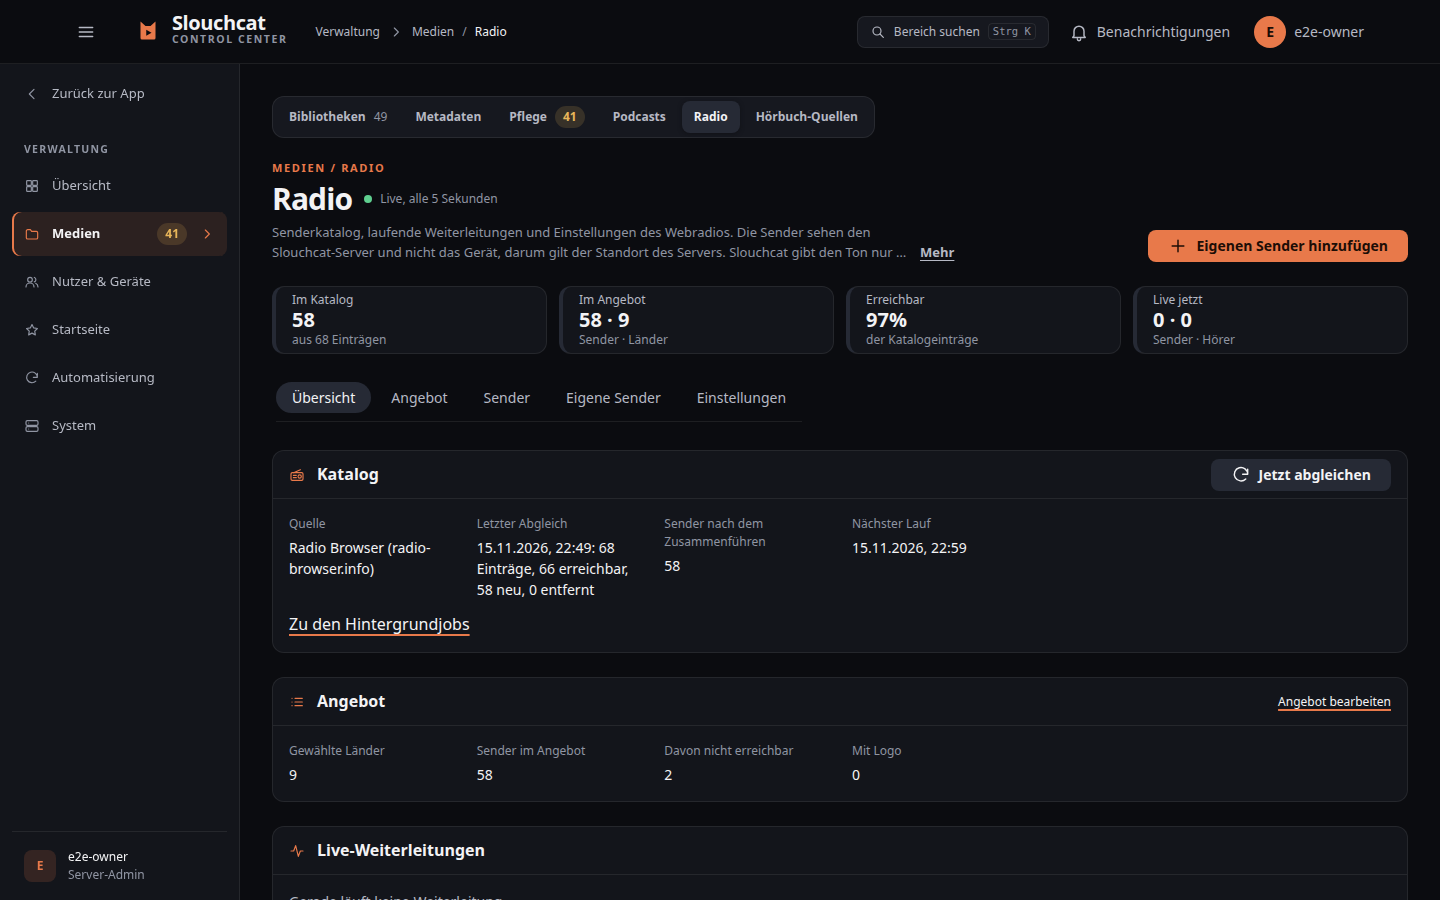 Slouchcat
CONTROL CENTER
Verwaltung > Medien / Radio
Bereich suchen Strg K
Benachrichtigungen
E e2e-owner
Zurück zur App
VERWALTUNG
Übersicht
Medien 41
Nutzer & Geräte
Startseite
Automatisierung
System
E
e2e-owner
Server-Admin
Bibliotheken 49 Metadaten Pflege 41 Podcasts Radio Hörbuch-Quellen
MEDIEN / RADIO
Radio Live, alle 5 Sekunden
Senderkatalog, laufende Weiterleitungen und Einstellungen des Webradios. Die Sender sehen den
Slouchcat-Server und nicht das Gerät, darum gilt der Standort des Servers. Slouchcat gibt den Ton nur ... Mehr
Eigenen Sender hinzufügen
Im Katalog
58
aus 68 Einträgen
Im Angebot
58 · 9
Sender · Länder
Erreichbar
97%
der Katalogeinträge
Live jetzt
0 · 0
Sender · Hörer
Übersicht Angebot Sender Eigene Sender Einstellungen
Katalog
Jetzt abgleichen
Quelle
Radio Browser (radio-
browser.info)
Letzter Abgleich
15.11.2026, 22:49: 68
Einträge, 66 erreichbar,
58 neu, 0 entfernt
Sender nach dem
Zusammenführen
58
Nächster Lauf
15.11.2026, 22:59
Zu den Hintergrundjobs
Angebot
Angebot bearbeiten
Gewählte Länder
9
Sender im Angebot
58
Davon nicht erreichbar
2
Mit Logo
0
Live-Weiterleitungen
Gerade läuft keine Weiterleitung